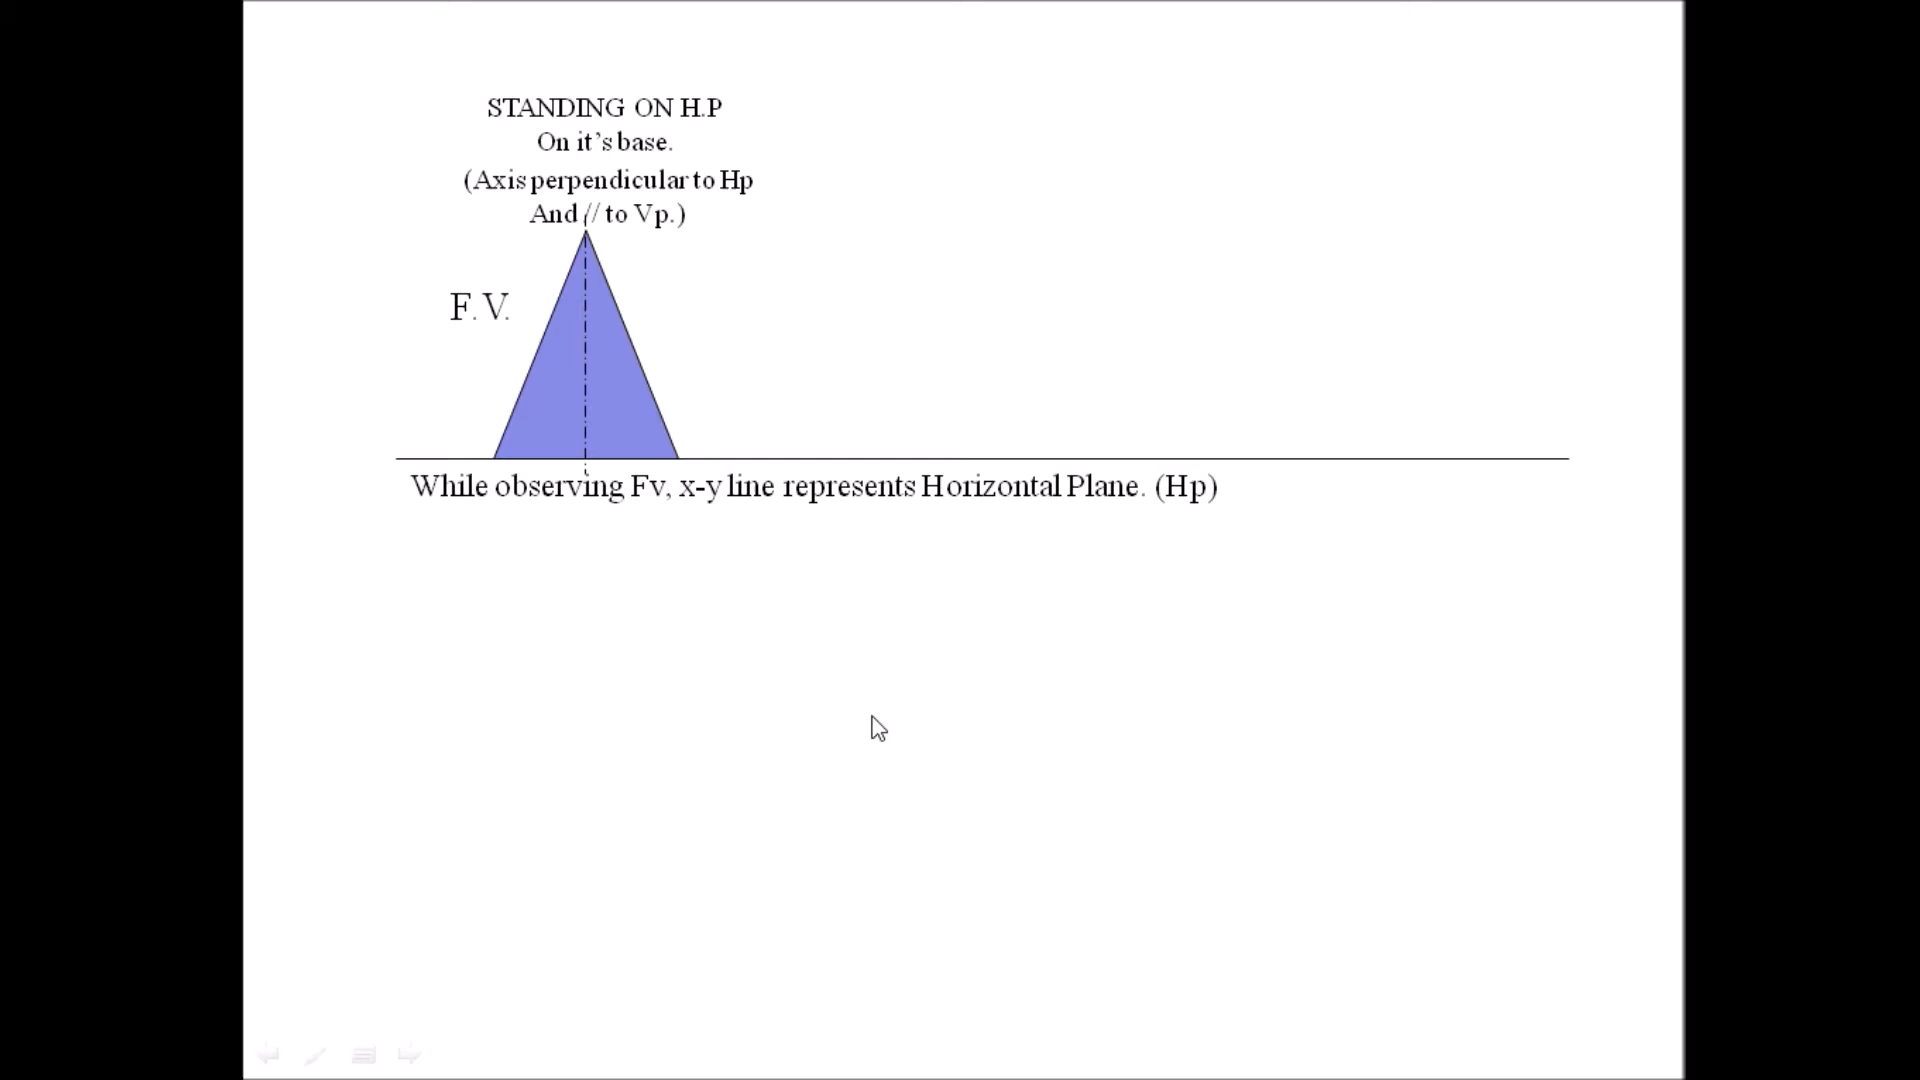 STANDING ON H.P
On it’s base.
(Axis perpendicular to Hp
And // to Vp.)
F.V.
While observing Fv, x-y line represents Horizontal Plane. (Hp)